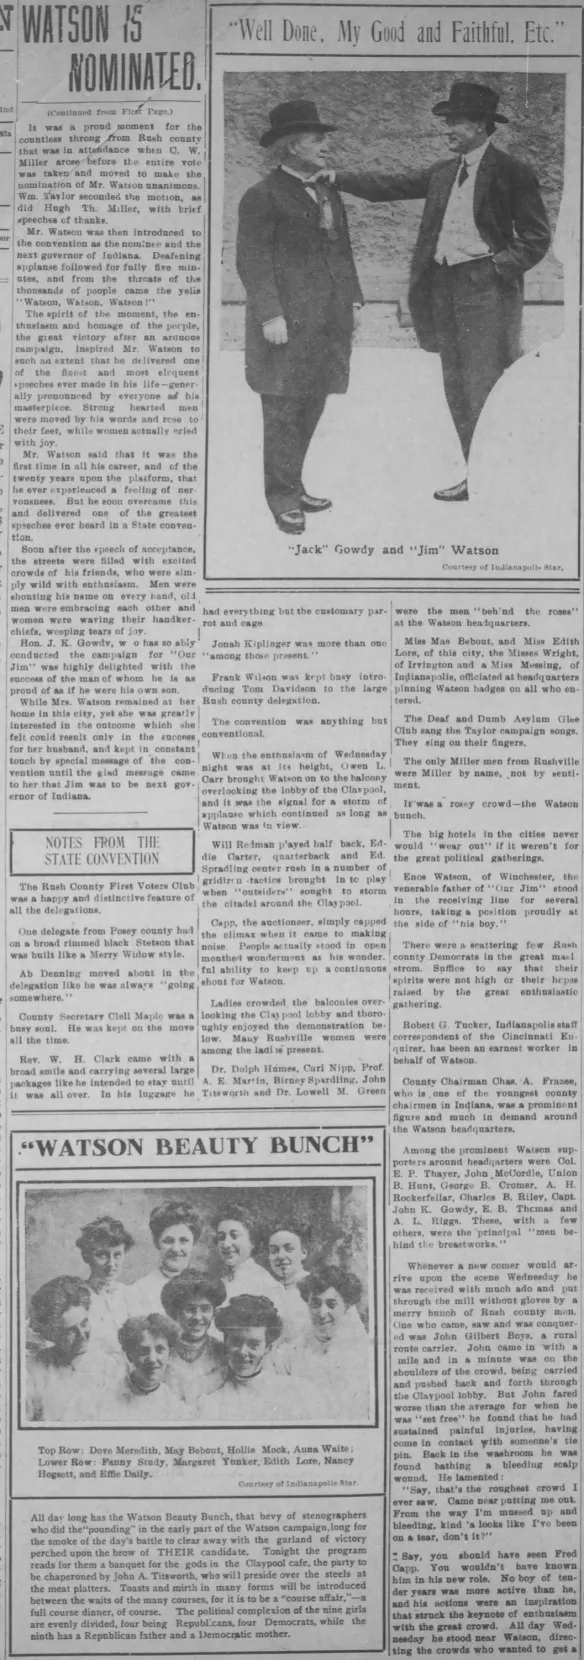 WATSON IS
NOMINATED.
(Continued from First Page.)
It was a proud moment for the
countless throng from Rush county
that was in attendance when C. W.
Miller arose before the entire vote
was taken and moved to make the
nomination of Mr. Watson unanimous.
Wm. Taylor seconded the motion, as
did Hugh Th. Miller, with brief
speeches of thanks.
Mr. Watson was then introduced to
the convention as the nominee and the
next governor of Indiana. Deafening
applause followed for fully five min-
utes, and from the throats of the
thousands of people came the yells
"Watson, Watson, Watson!"
The spirit of the moment, the en-
thusiasm and homage of the people,
the great victory after an arduous
campaign, inspired Mr. Watson to
such an extent that he delivered one
of the finest and most eloquent
speeches ever made in his life—gener-
ally pronounced by everyone as his
masterpiece. Strong hearted men
were moved by his words and rose to
their feet, while women actually cried
with joy.
Mr. Watson said that it was the
first time in all his career, and of the
twenty years upon the platform, that
he ever experienced a feeling of ner-
vousness. But he soon overcame this
and delivered one of the greatest
speeches ever heard in a State conven-
tion.
Soon after the speech of acceptance,
the streets were filled with excited
crowds of his friends, who were sim-
ply wild with enthusiasm. Men were
shouting his name on every hand, old
men were embracing each other and
women were waving their handker-
chiefs, weeping tears of joy.
Hon. J. K. Gowdy, w o has so ably
conducted the campaign for "Our
Jim" was highly delighted with the
success of the man of whom he is as
proud of as if he were his own son.
While Mrs. Watson remained at her
home in this city, yet she was greatly
interested in the outcome which she
felt could result only in the success
for her husband, and kept in constant
touch by special message of the con-
vention until the glad message came
to her that Jim was to be next gov-
ernor of Indiana.
NOTES FROM THE
STATE CONVENTION
The Rush County First Voters Club
was a happy and distinctive feature of
all the delegations.
One delegate from Posey county had
on a broad rimmed black Stetson that
was built like a Merry Widow style.
Ab Denning moved about in the
delegation like he was always "going
somewhere."
County Secretary Clell Maple was a
busy soul. He was kept on the move
all the time.
Rev. W. H. Clark came with a
broad smile and carrying several large
packages like he intended to stay until
it was all over. In his luggage he
"Well Done, My Good and Faithful, Etc."
"Jack" Gowdy and "Jim" Watson
Courtesy of Indianapolis Star.
had everything but the customary par-
rot and cage.
Jonah Kiplinger was more than one
"among those present."
Frank Wilson was kept busy intro-
ducing Tom Davidson to the large
Rush county delegation.
The convention was anything but
conventional.
When the enthusiasm of Wednesday
night was at its height, Owen L.
Carr brought Watson on to the balcony
overlooking the lobby of the Claypool,
and it was the signal for a storm of
applause which continued as long as
Watson was in view.
Will Redman played half back, Ed-
die Carter, quarterback and Ed.
Spradling center rush in a number of
gridiron tactics brought in to play
when "outsiders" sought to storm
the citadel around the Claypool.
Capp, the auctioneer, simply capped
the climax when it came to making
noise. People actually stood in open
mouthed wonderment as his wonder-
ful ability to keep up a continuous
shout for Watson.
Ladies crowded the balconies over-
looking the Claypool lobby and thoro-
ughly enjoyed the demonstration be-
low. Many Rushville women were
among the ladies present.
Dr. Dalph Humes, Carl Nipp, Prof.
A. E. Martin, Birney Spardling, John
Titsworth and Dr. Lowell M. Green
were the men "beh'nd the roses"
at the Watson headquarters.
Miss Mae Bebout, and Miss Edith
Lore, of this city, the Misses Wright,
of Irvington and a Miss Messing, of
Indianapolis, officiated at headquarters
pinning Watson badges on all who en-
tered.
The Deaf and Dumb Asylum Glee
Club sang the Taylor campaign songs.
They sing on their fingers.
The only Miller men from Rushville
were Miller by name, not by senti-
ment.
It was a rosey crowd—the Watson
bunch.
The big hotels in the cities never
would "wear out" if it weren't for
the great political gatherings.
Enos Watson, of Winchester, the
venerable father of "Our Jim" stood
in the receiving line for several
hours, taking a position proudly at
the side of "his boy."
There were a scattering few Rush
county Democrats in the great mael
strom. Suffice to say that their
spirits were not high or their hopes
raised by the great enthusiastic
gathering.
Robert G. Tucker, Indianapolis staff
correspondent of the Cincinnati En-
quirer, has been an earnest worker in
behalf of Watson.
County Chairman Chas. A. Frazee,
who is one of the youngest county
chairmen in Indiana, was a prominent
figure and much in demand around
the Watson headquarters.
Among the prominent Watson sup-
porters around headquarters were Col.
E. P. Thayer, John McCordle, Union
B. Hunt, George B. Cromer, A. H.
Rockerfellar, Charles B. Riley, Capt.
John K. Gowdy, E. B. Thomas and
A. L. Riggs. These, with a few
others, were the principal "men be-
hind the breastworks."
Whenever a new comer would ar-
rive upon the scene Wednesday he
was received with much ado and put
through the mill without gloves by a
merry bunch of Rush county men.
One who came, saw and was conquer-
ed was John Gilbert Boys, a rural
route carrier. John came in with a
mile and in a minute was on the
shoulders of the crowd, being carried
and pushed back and forth through
the Claypool lobby. But John fared
worse than the average for when he
was "set free" he found that he had
sustained painful injuries, having
come in contact with someone's tie
pin. Back in the washroom he was
found bathing a bleeding scalp
wound. He lamented:
"Say, that's the roughest crowd I
ever saw. Came near putting me out.
From the way I'm mussed up and
bleeding, kind 'a looks like I've been
on a tear, don't it?"
"Say, you should have seen Fred
Capp. You wouldn't have known
him in his new role. No boy of ten-
der years was more active than he,
and his actions were an inspiration
that struck the keynote of enthusiasm
with the great crowd. All day Wed-
nesday he stood near Watson, direc-
ting the crowds who wanted to get a
"WATSON BEAUTY BUNCH"
Top Row: Dove Meredith, May Bebout, Hollie Mock, Anna Waite;
Lower Row: Fanny Study, Margaret Yunker, Edith Lore, Nancy
Hogsett, and Effie Daily.
Courtesy of Indianapolis Star.
All day long has the Watson Beauty Bunch, that bevy of stenographers
who did the "pounding" in the early part of the Watson campaign, long for
the smoke of the day's battle to clear away with the garland of victory
perched upon the brow of THEIR candidate. Tonight the program
reads for them a banquet for the gods in the Claypool cafe, the party to
be chaperoned by John A. Titsworth, who will preside over the steels at
the meat platters. Toasts and mirth in many forms will be introduced
between the waits of the many courses, for it is to be a "course affair,"—a
full course dinner, of course. The political complexion of the nine girls
are evenly divided, four being Republicans, four Democrats, while the
ninth has a Republican father and a Democratic mother.